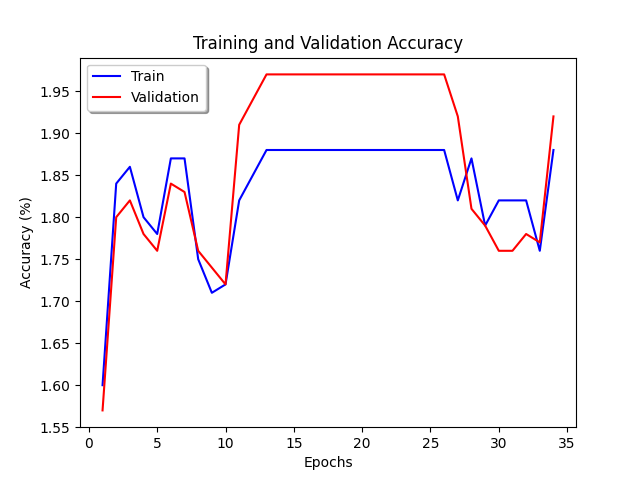 Training and Validation Accuracy
Train
Validation
Accuracy (%)
1.95
1.90
1.85
1.80
1.75
1.70
1.65
1.60
1.55
0 5 10 15 20 25 30 35
Epochs